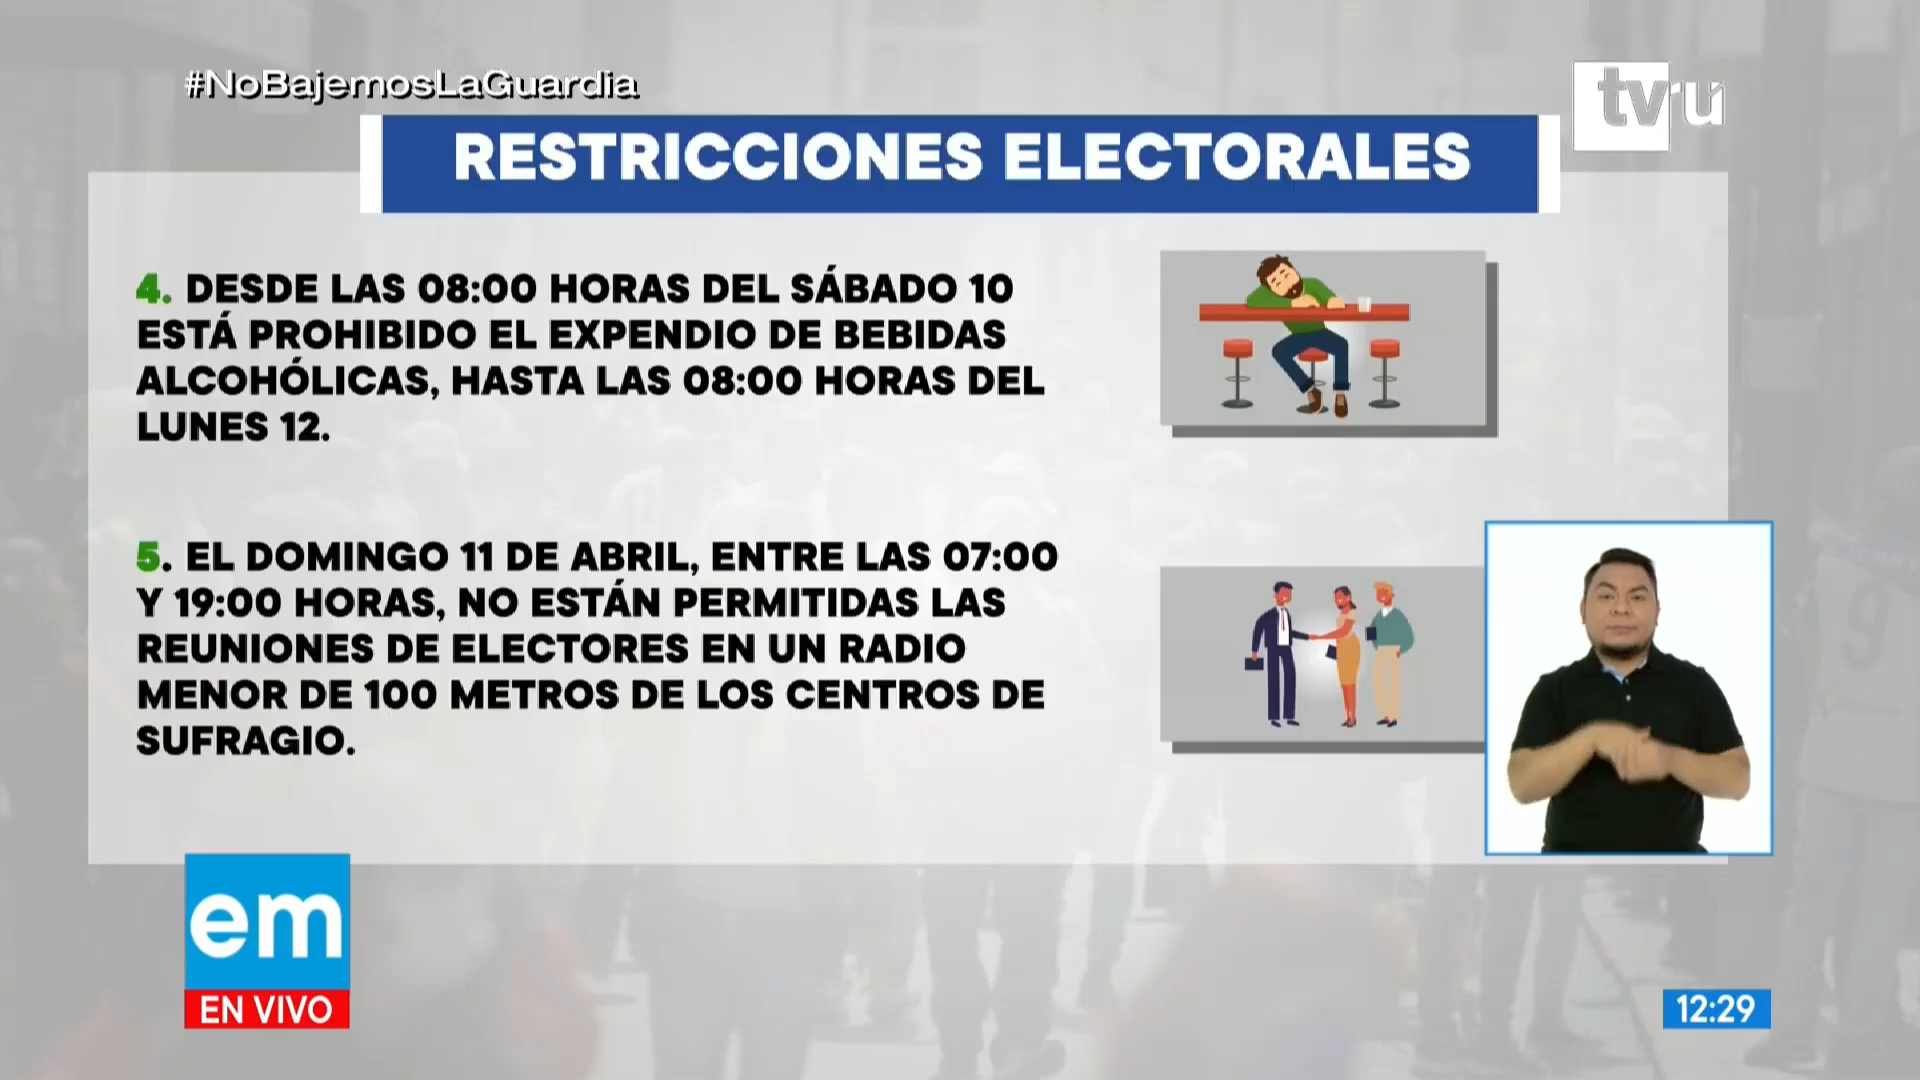 #NoBajemosLaGuardia
tvrú
RESTRICCIONES ELECTORALES
4. DESDE LAS 08:00 HORAS DEL SÁBADO 10
ESTÁ PROHIBIDO EL EXPENDIO DE BEBIDAS
ALCOHÓLICAS, HASTA LAS 08:00 HORAS DEL
LUNES 12.
5. EL DOMINGO 11 DE ABRIL, ENTRE LAS 07:00
Y 19:00 HORAS, NO ESTÁN PERMITIDAS LAS
REUNIONES DE ELECTORES EN UN RADIO
MENOR DE 100 METROS DE LOS CENTROS DE
SUFRAGIO.
em
EN VIVO
12:29